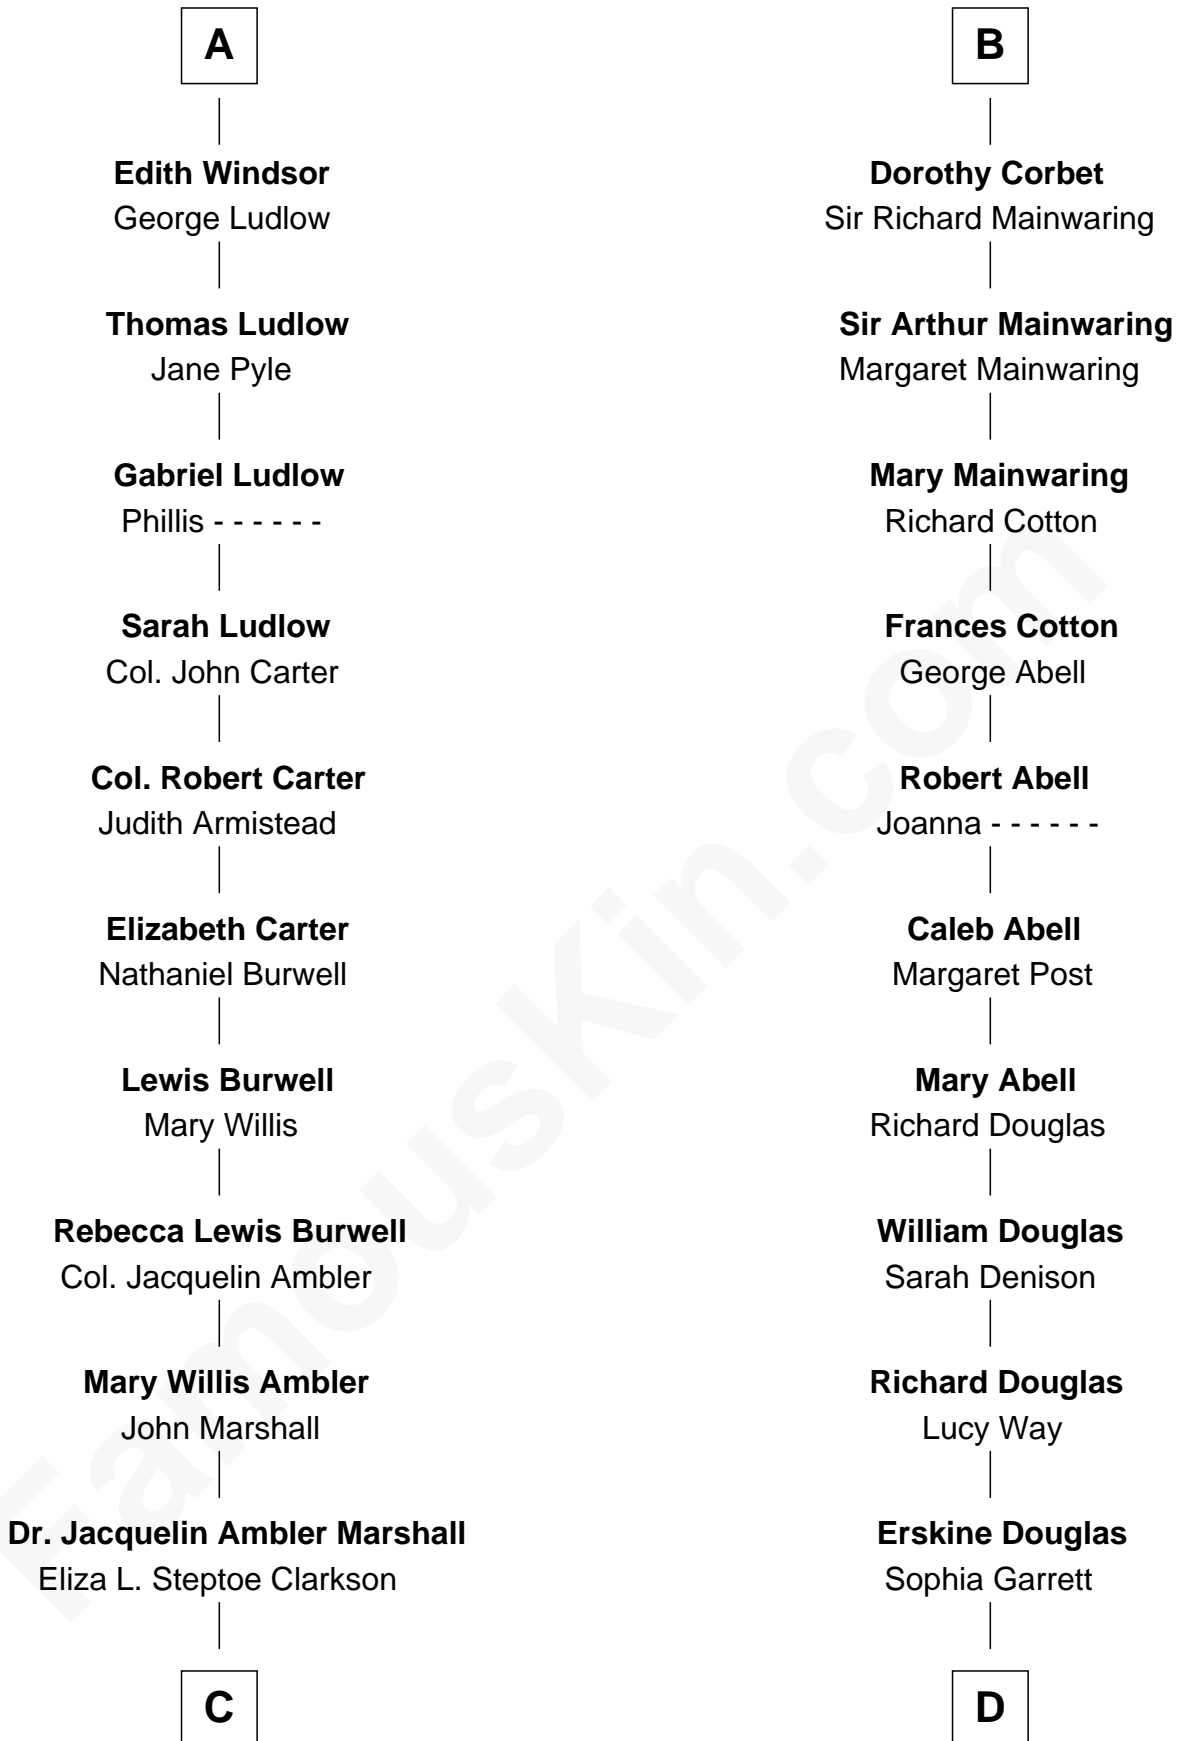 A
Edith Windsor
George Ludlow
Thomas Ludlow
Jane Pyle
Gabriel Ludlow
Phillis - - - - - -
Sarah Ludlow
Col. John Carter
Col. Robert Carter
Judith Armistead
Elizabeth Carter
Nathaniel Burwell
Lewis Burwell
Mary Willis
Rebecca Lewis Burwell
Col. Jacquelin Ambler
Mary Willis Ambler
John Marshall
Dr. Jacquelin Ambler Marshall
Eliza L. Steptoe Clarkson
C
B
Dorothy Corbet
Sir Richard Mainwaring
Sir Arthur Mainwaring
Margaret Mainwaring
Mary Mainwaring
Richard Cotton
Frances Cotton
George Abell
Robert Abell
Joanna - - - - - -
Caleb Abell
Margaret Post
Mary Abell
Richard Douglas
William Douglas
Sarah Denison
Richard Douglas
Lucy Way
Erskine Douglas
Sophia Garrett
D
FamousKin.com